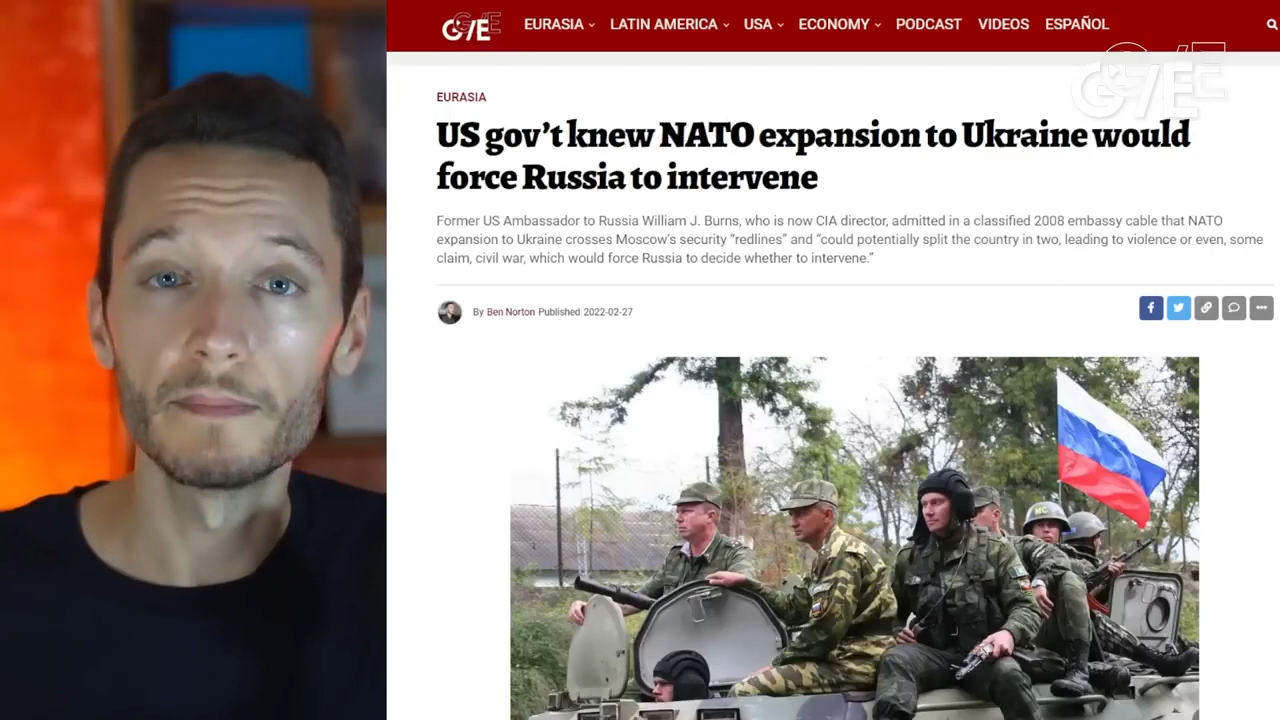 G/E
EURASIA
LATIN AMERICA
USA
ECONOMY
PODCAST
VIDEOS
ESPAÑOL
G/E
EURASIA
US gov’t knew NATO expansion to Ukraine would
force Russia to intervene
Former US Ambassador to Russia William J. Burns, who is now CIA director, admitted in a classified 2008 embassy cable that NATO
expansion to Ukraine crosses Moscow’s security “redlines” and “could potentially split the country in two, leading to violence or even, some
claim, civil war, which would force Russia to decide whether to intervene.”
By Ben Norton Published 2022-02-27
MC